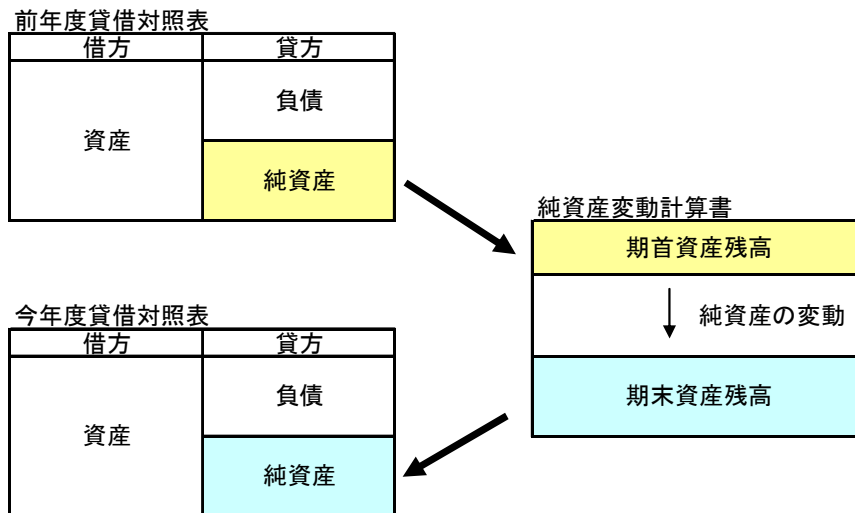 前年度貸借対照表
借方 貸方
資産
負債
純資産
純資産変動計算書
期首資産残高
純資産の変動
期末資産残高
今年度貸借対照表
借方 貸方
資産
負債
純資産